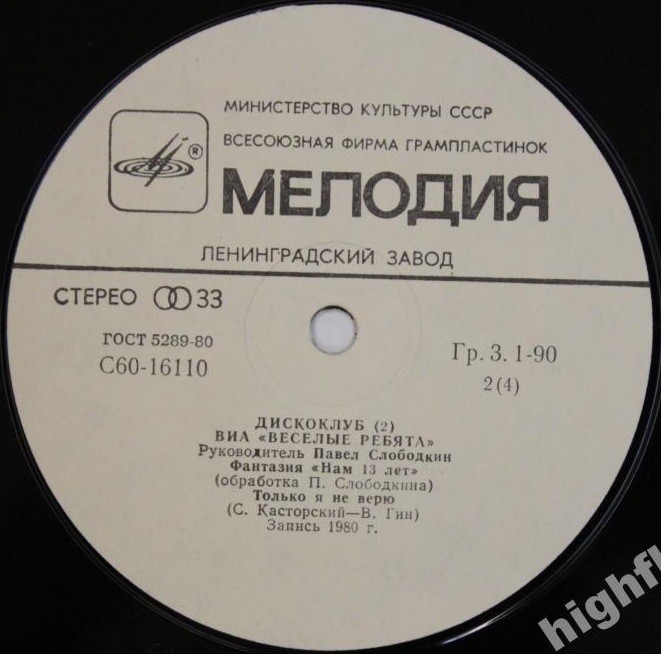 МИНИСТЕРСТВО КУЛЬТУРЫ СССР
ВСЕСОЮЗНАЯ ФИРМА ГРАМПЛАСТИНОК
®
МЕЛОДИЯ
ЛЕНИНГРАДСКИЙ ЗАВОД
СТЕРЕО 33
ГОСТ 5289-80
С60-16110
Гр. 3. 1-90
2(4)
ДИСКОКЛУБ (2)
ВИА «ВЕСЕЛЫЕ РЕБЯТА»
Руководитель Павел Слободкин
Фантазия «Нам 13 лет»
(обработка П. Слободкина)
Только я не верю
(С. Касторский—В. Гин)
Запись 1980 г.